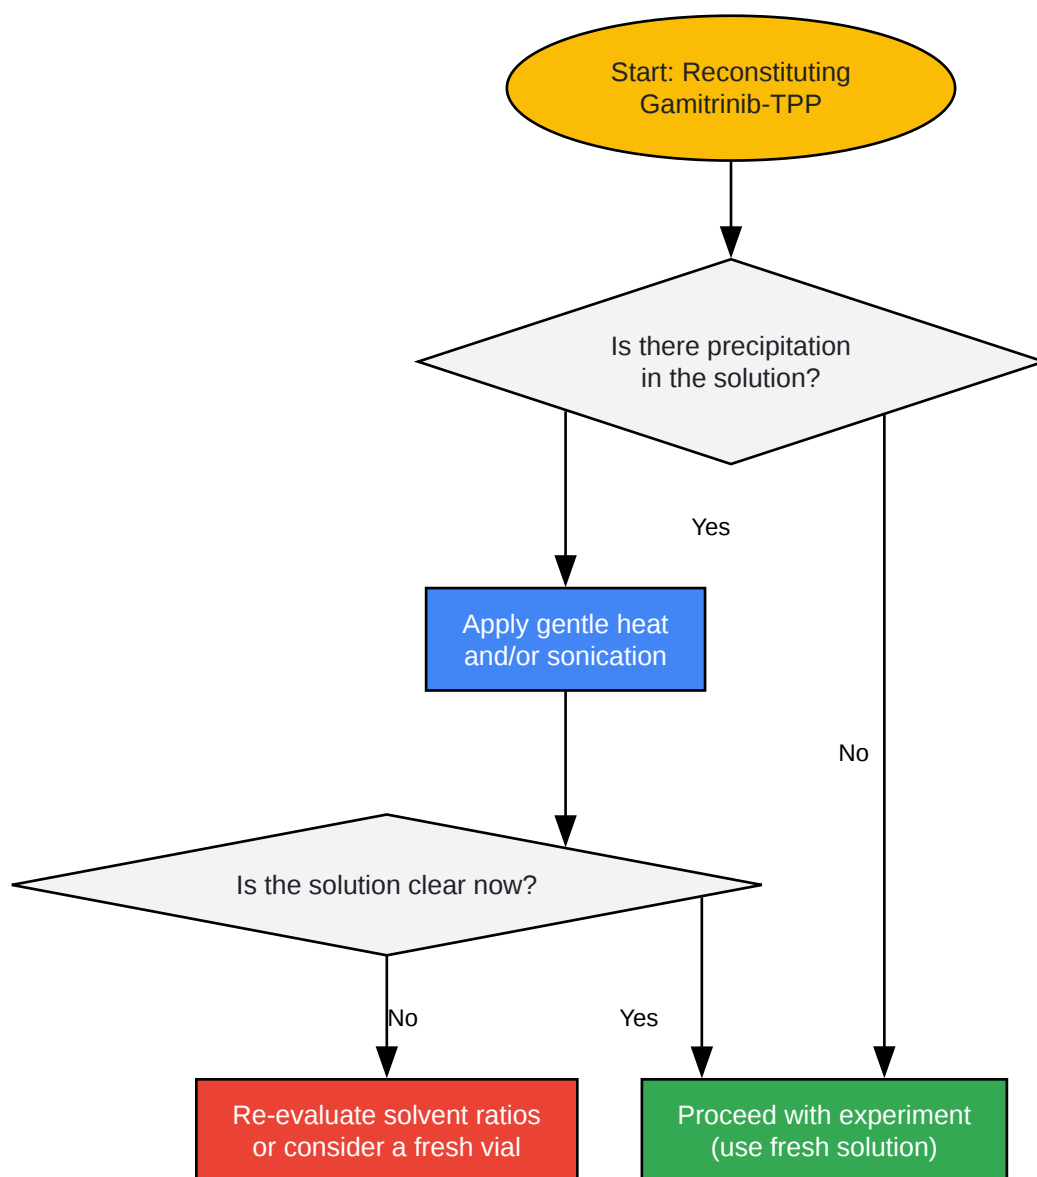 Start: Reconstituting
Gamitrinib-TPP
Is there precipitation
in the solution?
Yes
Apply gentle heat
and/or sonication
No
Is the solution clear now?
No
Yes
Re-evaluate solvent ratios
or consider a fresh vial
Proceed with experiment
(use fresh solution)